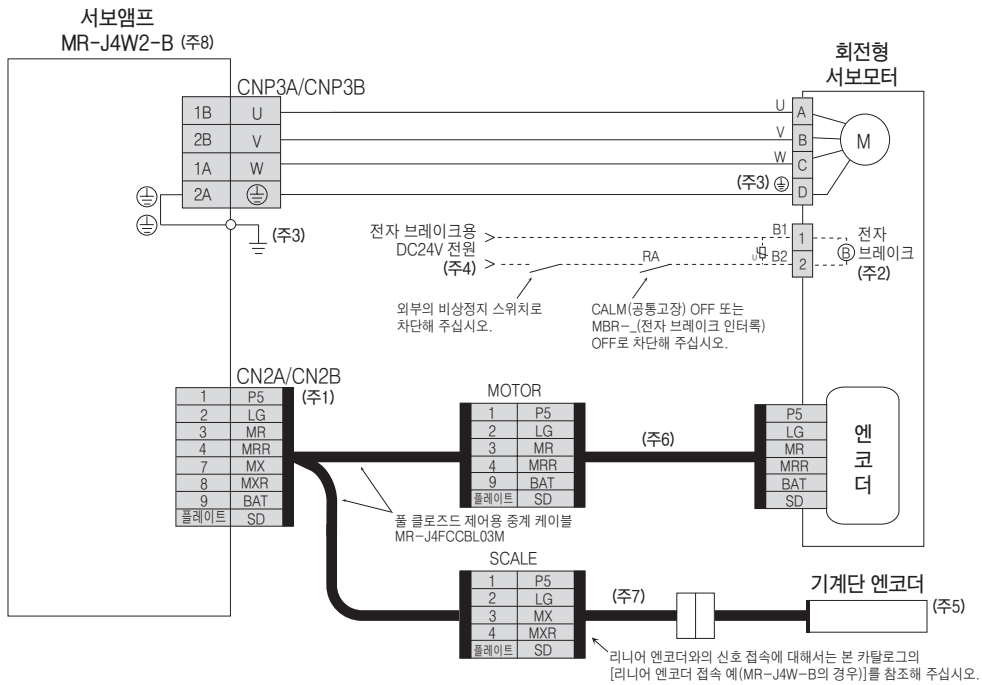 서보앰프
MR-J4W2-B (주8)
회전형
서보모터
CNP3A/CNP3B
1B U
2B V
1A W
2A
(주3)
U A
V B
W C
(주3) D
M
전자 브레이크용
DC24V 전원
(주4)
RA
B1 1
U B2 2
B
전자
브레이크
(주2)
외부의 비상정지 스위치로
차단해 주십시오.
CALM(공통고장) OFF 또는
MBR-_(전자 브레이크 인터록)
OFF로 차단해 주십시오.
CN2A/CN2B
(주1)
1 P5
2 LG
3 MR
4 MRR
7 MX
8 MXR
9 BAT
플레이트 SD
MOTOR
1 P5
2 LG
3 MR
4 MRR
9 BAT
플레이트 SD
(주6)
P5
LG
MR
MRR
BAT
SD
엔
코
더
풀 클로즈드 제어용 중계 케이블
MR-J4FCCBL03M
SCALE
1 P5
2 LG
3 MX
4 MXR
플레이트 SD
(주7)
기계단 엔코더
(주5)
리니어 엔코더와의 신호 접속에 대해서는 본 카탈로그의
[리니어 엔코더 접속 예(MR-J4W-B의 경우)]를 참조해 주십시오.